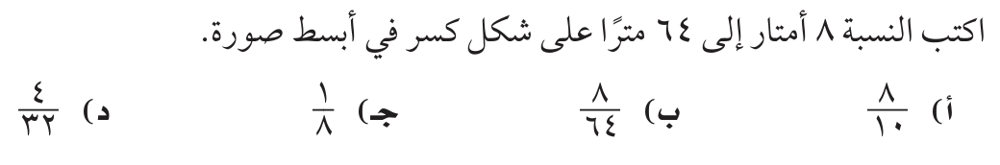 اكتب النسبة ٨ أمتار إلى ٦٤ مترًا على شكل كسر في أبسط صورة.
أ) ٨/١٠ ب) ٨/٦٤ جـ) ١/٨ د) ٤/٣٢